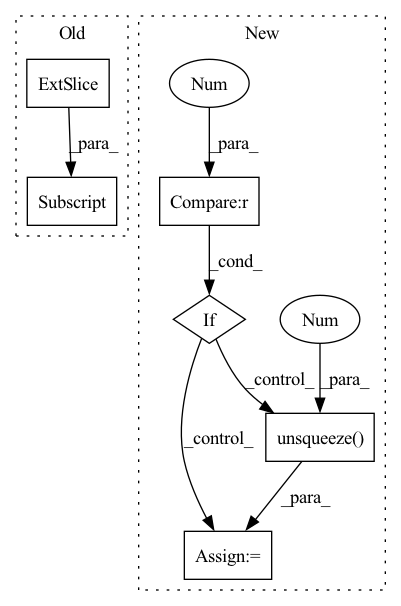 Old
New
ExtSlice
Num
_para_
_para_
Subscript
Compare:r
_cond_
If
Num
_control_
_para_
_control_
unsqueeze()
_para_
Assign:=